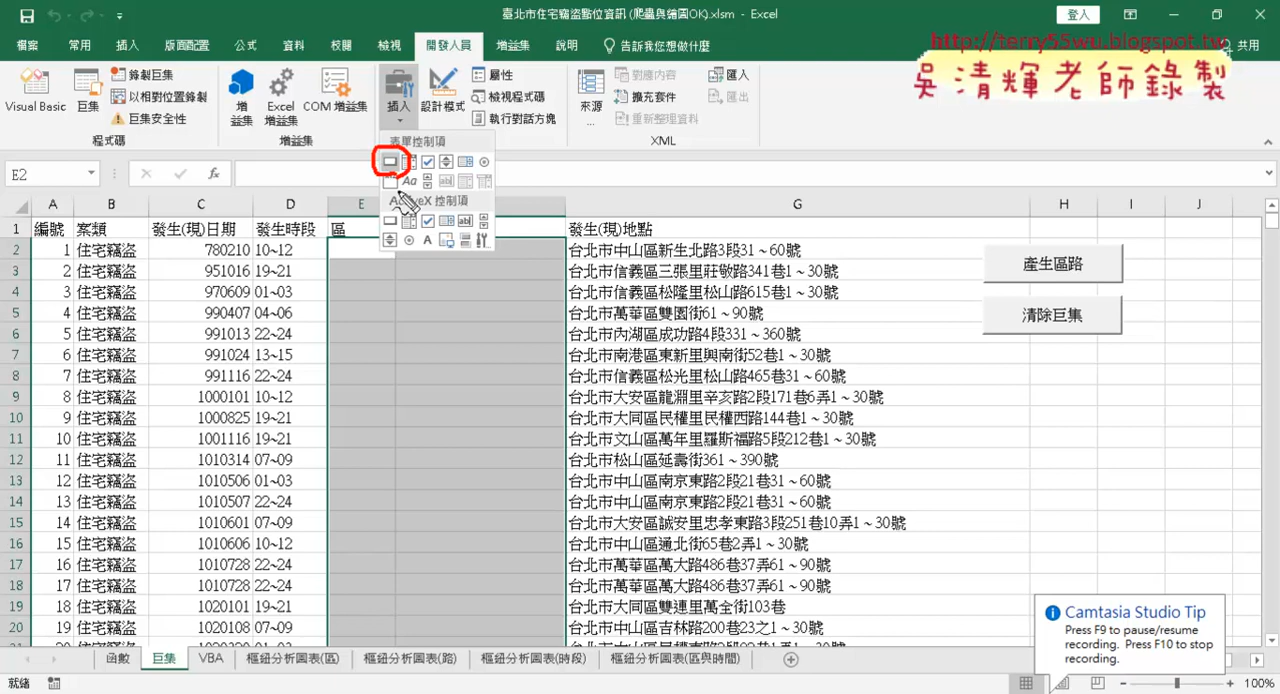 臺北市住宅竊盜點位資訊 (爬蟲與繪圖OK).xlsm - Excel
登入
檔案 常用 插入 版面配置 公式 資料 校閱 檢視 開發人員 增益集 說明 告訴我您想做什麼 共用
http://terry55wu.blogspot.tw
吳清輝老師錄製
Visual Basic 巨集 錄製巨集 以相對位置錄製 巨集安全性 程式碼
增益集 Excel 增益集 COM 增益集 增益集
插入 設計模式 屬性 檢視程式碼 執行對話方塊
來源 ... 對應內容 擴充套件 重新整理資料 匯入 匯出 XML
表單控制項
Aa ab|
ActiveX 控制項
ab| A
E2 fx
A B C D E G H I J
1 編號 案類 發生(現)日期 發生時段 區 發生(現)地點
2 1 住宅竊盜 780210 10~12 台北市中山區新生北路3段31～60號
3 2 住宅竊盜 951016 19~21 台北市信義區三張里莊敬路341巷1～30號
4 3 住宅竊盜 970609 01~03 台北市信義區松隆里松山路615巷1～30號
5 4 住宅竊盜 990407 04~06 台北市萬華區雙園街61～90號
6 5 住宅竊盜 991013 22~24 台北市內湖區成功路4段331～360號
7 6 住宅竊盜 991024 13~15 台北市南港區東新里興南街52巷1～30號
8 7 住宅竊盜 991116 22~24 台北市信義區松光里松山路465巷31～60號
9 8 住宅竊盜 1000101 10~12 台北市大安區龍淵里辛亥路2段171巷6弄1～30號
10 9 住宅竊盜 1000825 19~21 台北市大同區民權里民權西路144巷1～30號
11 10 住宅竊盜 1001116 19~21 台北市文山區萬年里羅斯福路5段212巷1～30號
12 11 住宅竊盜 1010314 07~09 台北市松山區延壽街361～390號
13 12 住宅竊盜 1010506 01~03 台北市中山區南京東路2段21巷31～60號
14 13 住宅竊盜 1010507 22~24 台北市中山區南京東路2段21巷31～60號
15 14 住宅竊盜 1010601 07~09 台北市大安區誠安里忠孝東路3段251巷10弄1～30號
16 15 住宅竊盜 1010606 10~12 台北市中山區通北街65巷2弄1～30號
17 16 住宅竊盜 1010728 22~24 台北市萬華區萬大路486巷37弄61～90號
18 17 住宅竊盜 1010728 22~24 台北市萬華區萬大路486巷37弄61～90號
19 18 住宅竊盜 1020101 19~21 台北市大同區雙連里萬全街103巷
20 19 住宅竊盜 1020108 07~09 台北市中山區吉林路200巷23之1～30號
產生區路
清除巨集
Camtasia Studio Tip
Press F9 to pause/resume
recording. Press F10 to stop
recording.
函數 巨集 VBA 樞鈕分析圖表(區) 樞鈕分析圖表(路) 樞鈕分析圖表(時段) 樞鈕分析圖表(區與時間)
就緒 100%